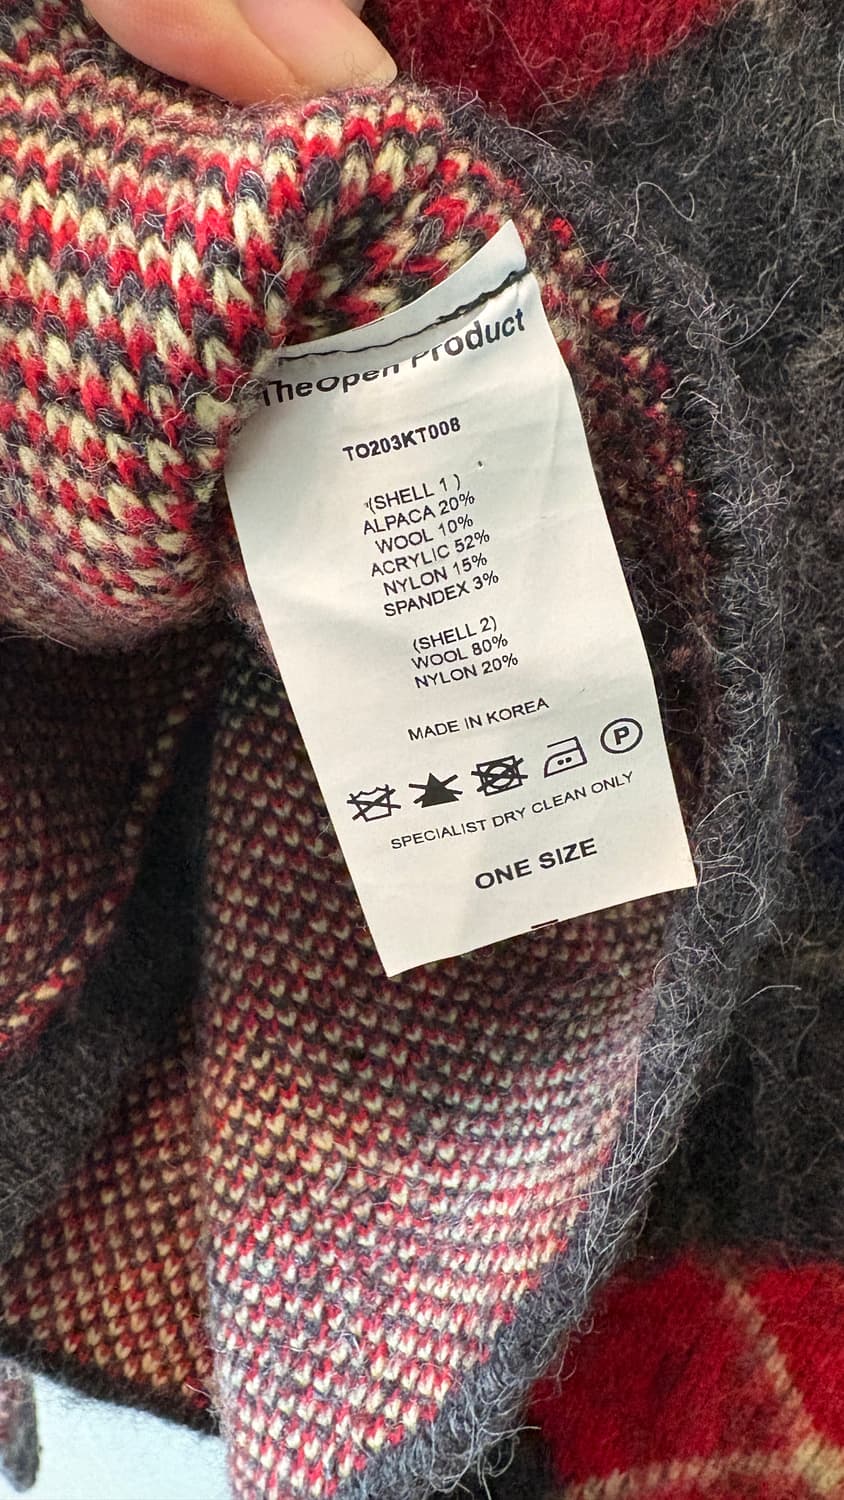 TheOpen Product
TO203KT008
(SHELL 1)
ALPACA 20%
WOOL 10%
ACRYLIC 52%
NYLON 15%
SPANDEX 3%
(SHELL 2)
WOOL 80%
NYLON 20%
MADE IN KOREA
P
SPECIALIST DRY CLEAN ONLY
ONE SIZE